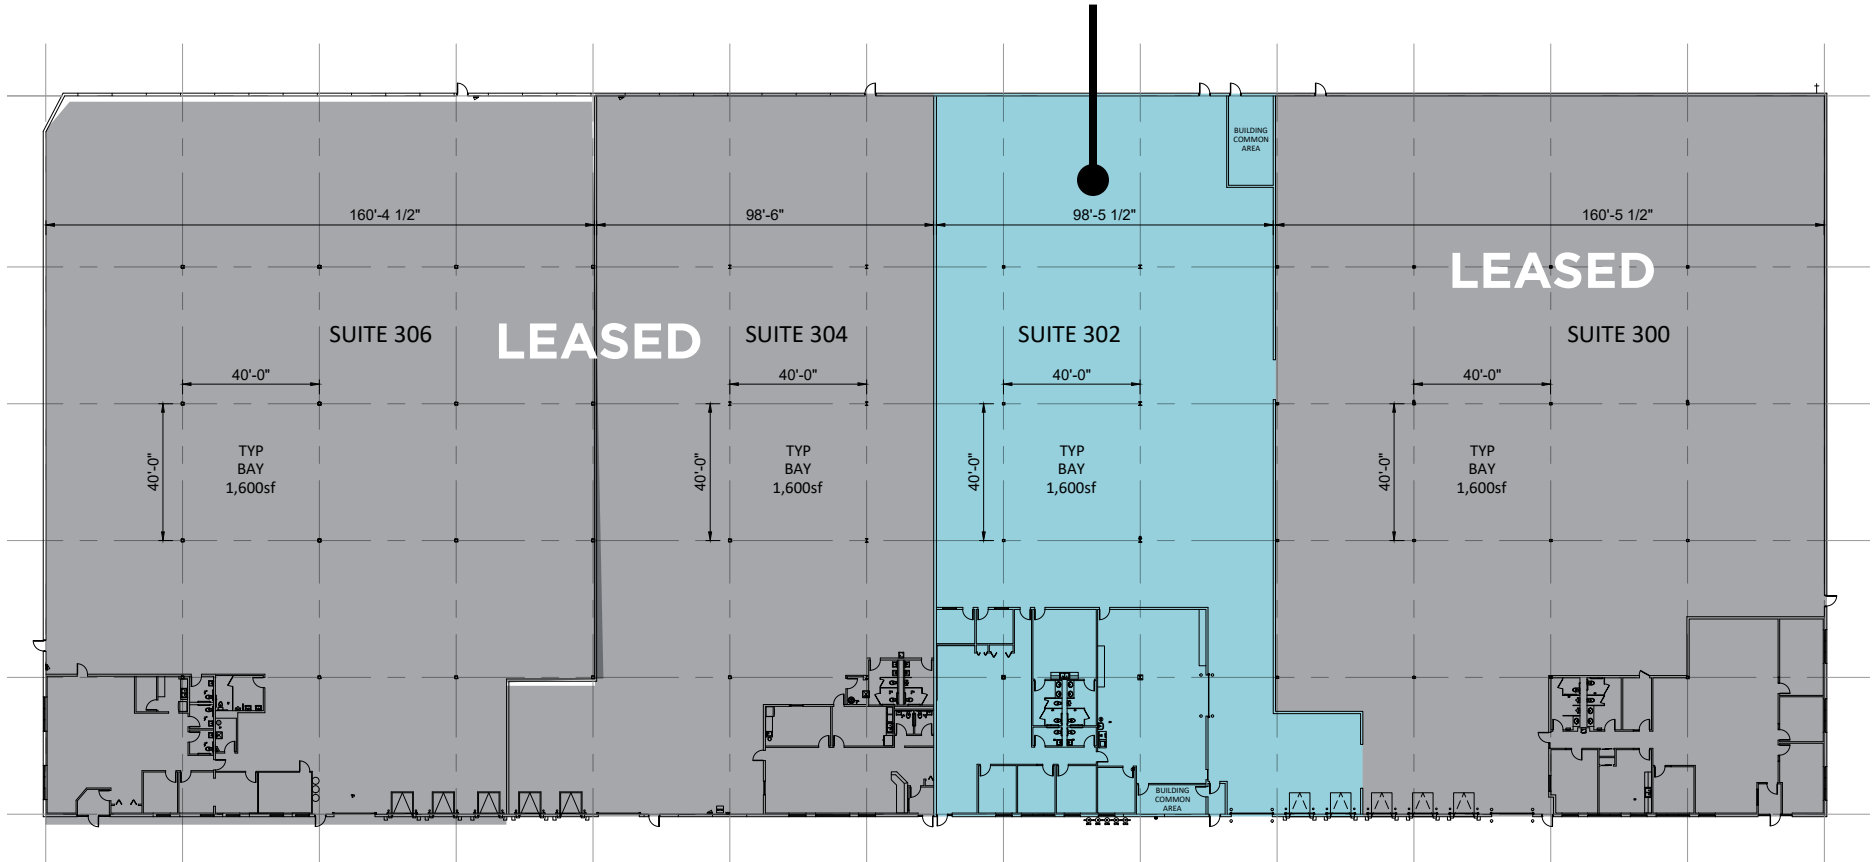 BUILDING
COMMON
AREA
160'-4 1/2"
98'-6"
98'-5 1/2"
160'-5 1/2"
LEASED
SUITE 306
LEASED
SUITE 304
SUITE 302
SUITE 300
40'-0"
40'-0"
40'-0"
40'-0"
40'-0"
TYP
BAY
1,600sf
40'-0"
TYP
BAY
1,600sf
40'-0"
TYP
BAY
1,600sf
40'-0"
TYP
BAY
1,600sf
BUILDING
COMMON
AREA